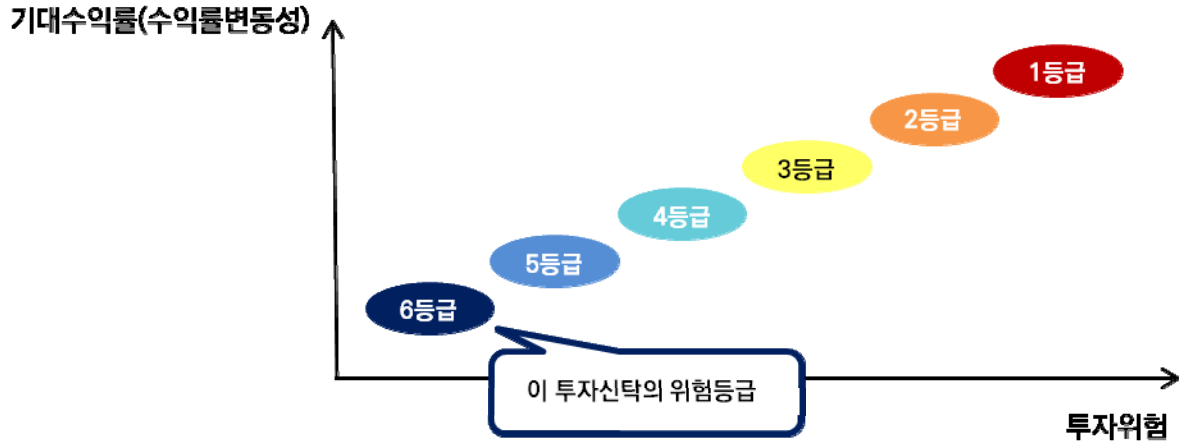 기대수익률(수익률변동성)
1등급
2등급
3등급
4등급
5등급
6등급
이 투자신탁의 위험등급
투자위험